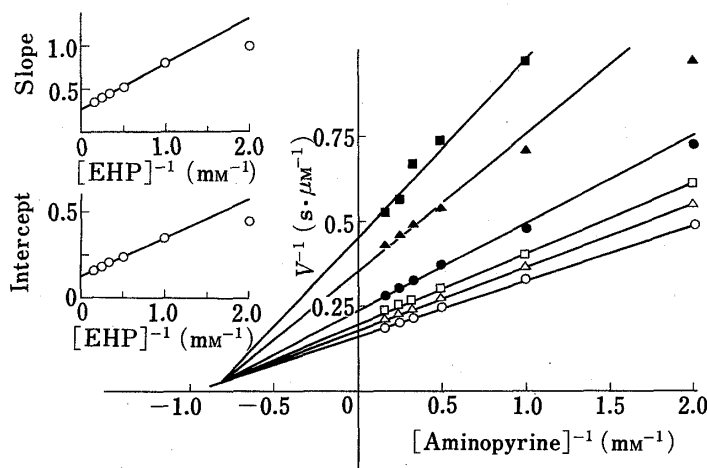 Slope
1.0
0.5
0 1.0 2.0
[EHP]⁻¹ (mM⁻¹)
Intercept
0.5
0
0 1.0 2.0
[EHP]⁻¹ (mM⁻¹)
V⁻¹ (s·μM⁻¹)
0.75
0.5
0.25
−1.0 −0.5 0 0.5 1.0 2.0
[Aminopyrine]⁻¹ (mM⁻¹)